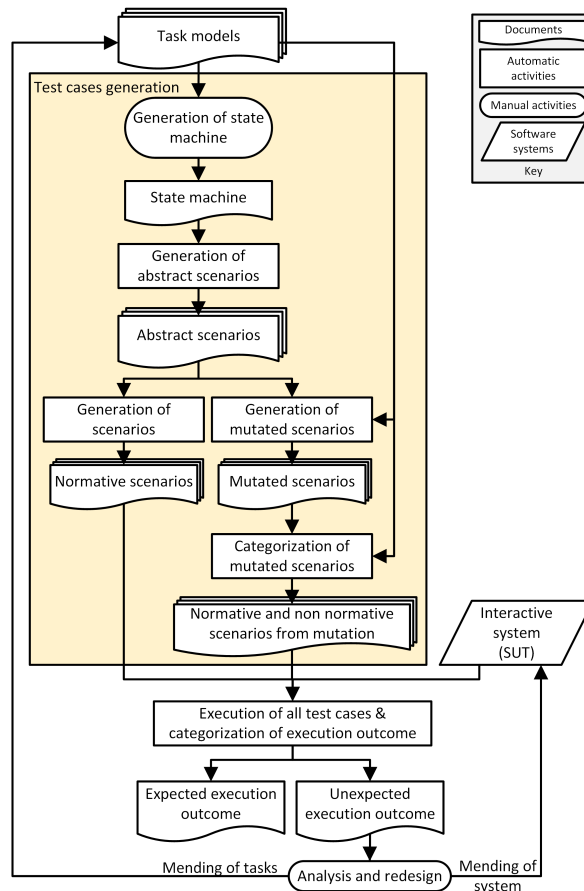 Task models
Test cases generation
Generation of state
machine
State machine
Generation of
abstract scenarios
Abstract scenarios
Generation of
scenarios
Generation of
mutated scenarios
Normative scenarios
Mutated scenarios
Categorization of
mutated scenarios
Normative and non normative
scenarios from mutation
Interactive
system
(SUT)
Execution of all test cases &
categorization of execution outcome
Expected execution
outcome
Unexpected
execution outcome
Mending of tasks
Analysis and redesign
Mending of
system
Documents
Automatic
activities
Manual activities
Software
systems
Key